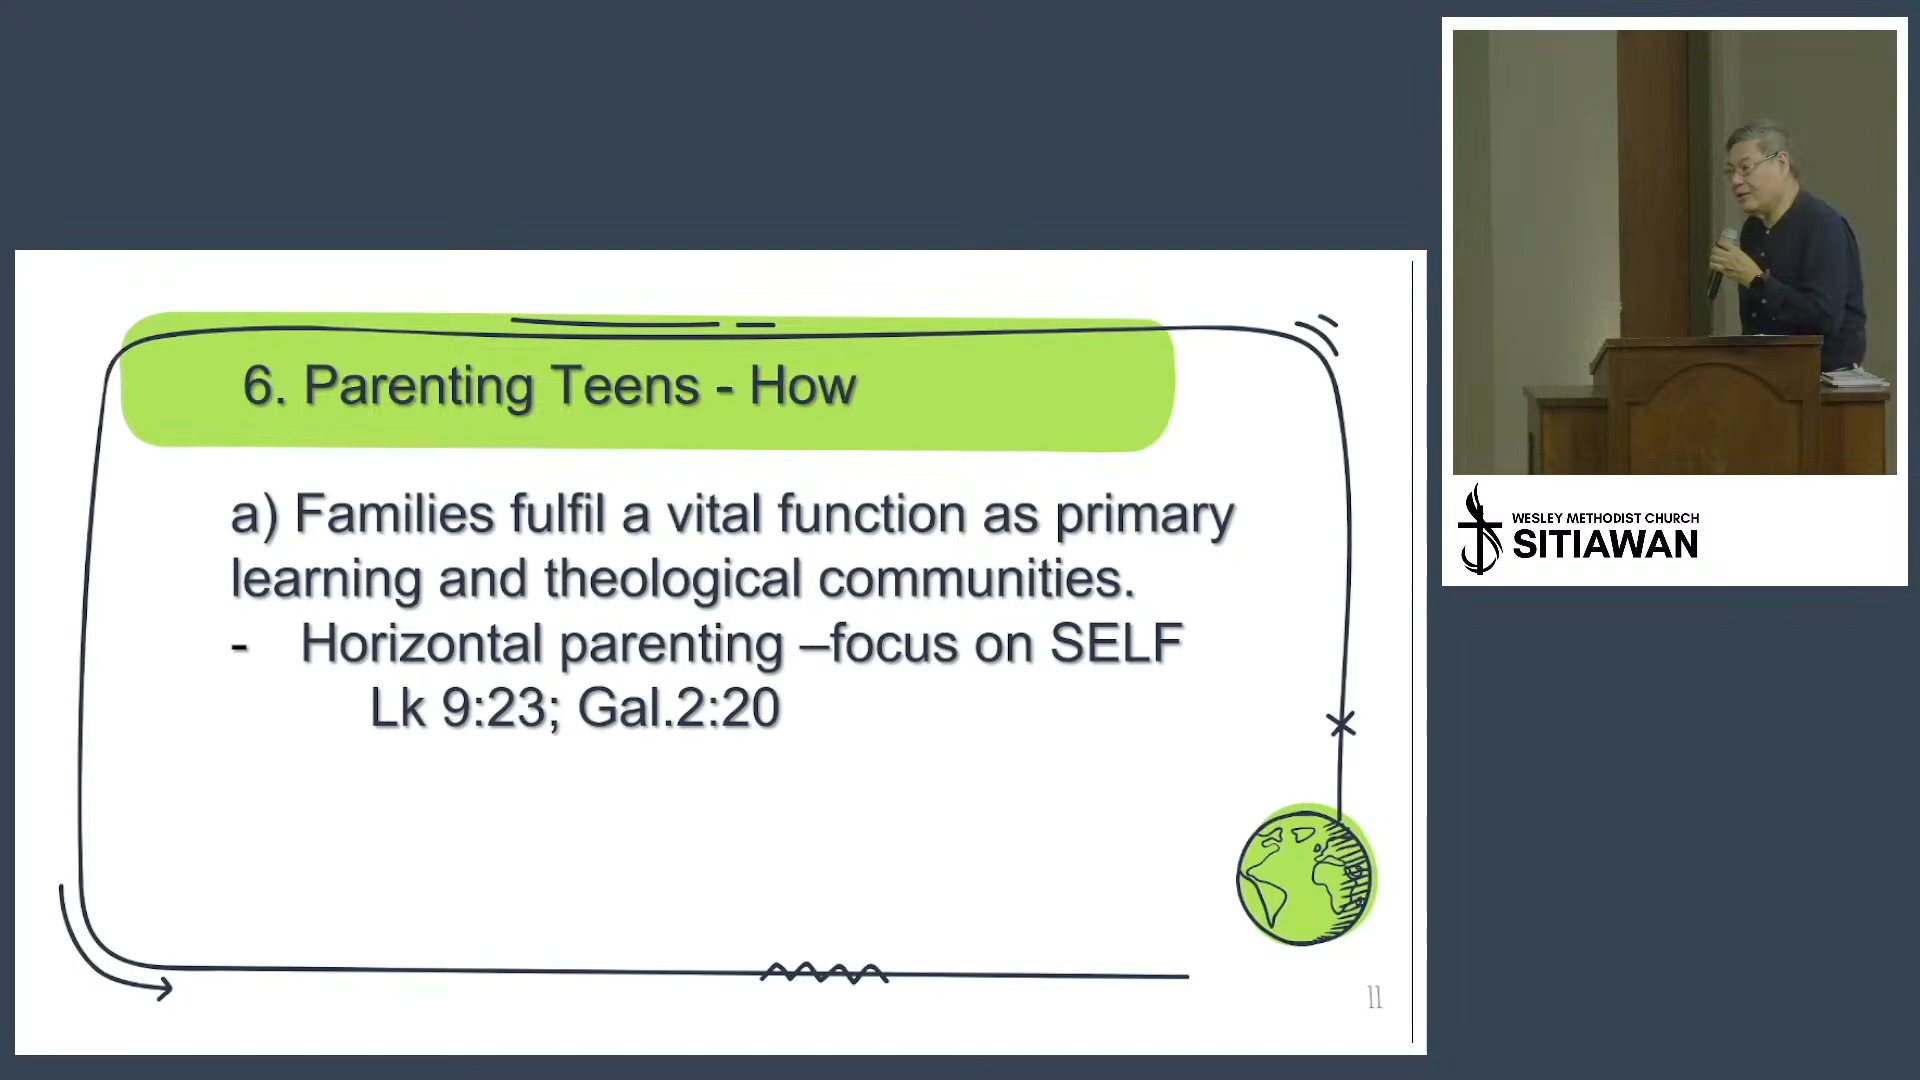 6. Parenting Teens - How
a) Families fulfil a vital function as primary
learning and theological communities.
- Horizontal parenting –focus on SELF
Lk 9:23; Gal.2:20
11
WESLEY METHODIST CHURCH
SITIAWAN